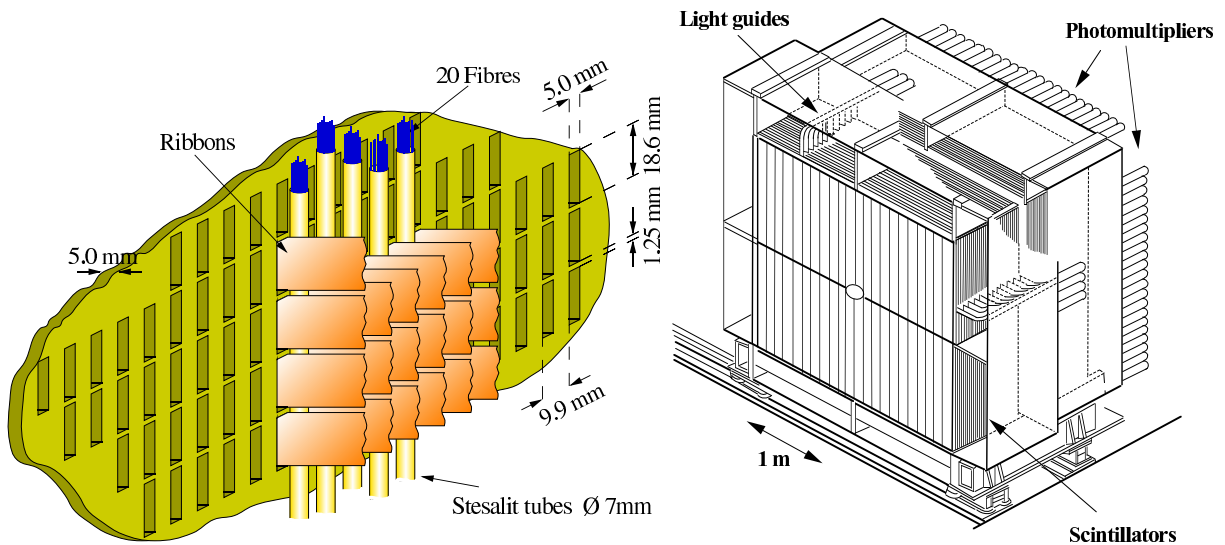 20 Fibres
5.0 mm
Ribbons
18.6 mm
1.25 mm
5.0 mm
9.9 mm
Stesalit tubes Ø 7mm
Light guides
Photomultipliers
1 m
Scintillators